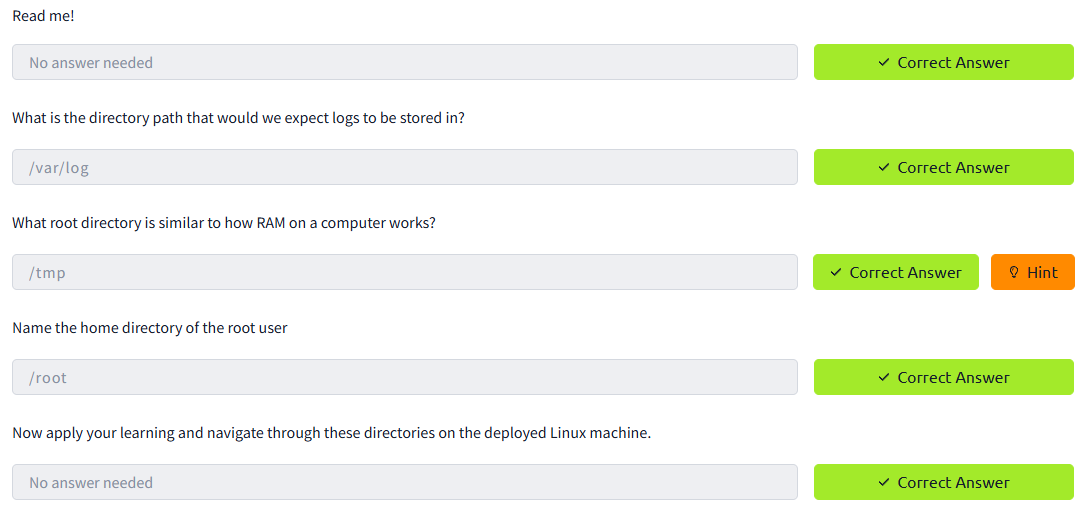 Read me!
No answer needed
✓ Correct Answer
What is the directory path that would we expect logs to be stored in?
/var/log
✓ Correct Answer
What root directory is similar to how RAM on a computer works?
/tmp
✓ Correct Answer
Hint
Name the home directory of the root user
/root
✓ Correct Answer
Now apply your learning and navigate through these directories on the deployed Linux machine.
No answer needed
✓ Correct Answer